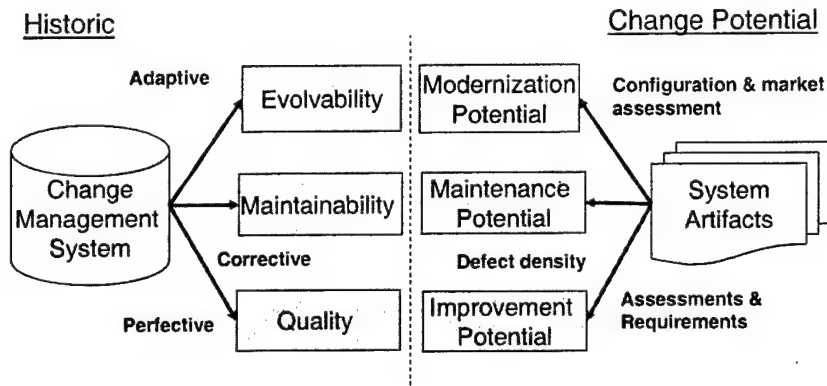 Historic
Change Potential
Adaptive
Evolvability
Modernization
Potential
Configuration & market
assessment
Change
Management
System
Maintainability
Maintenance
Potential
System
Artifacts
Corrective
Defect density
Perfective
Quality
Improvement
Potential
Assessments &
Requirements